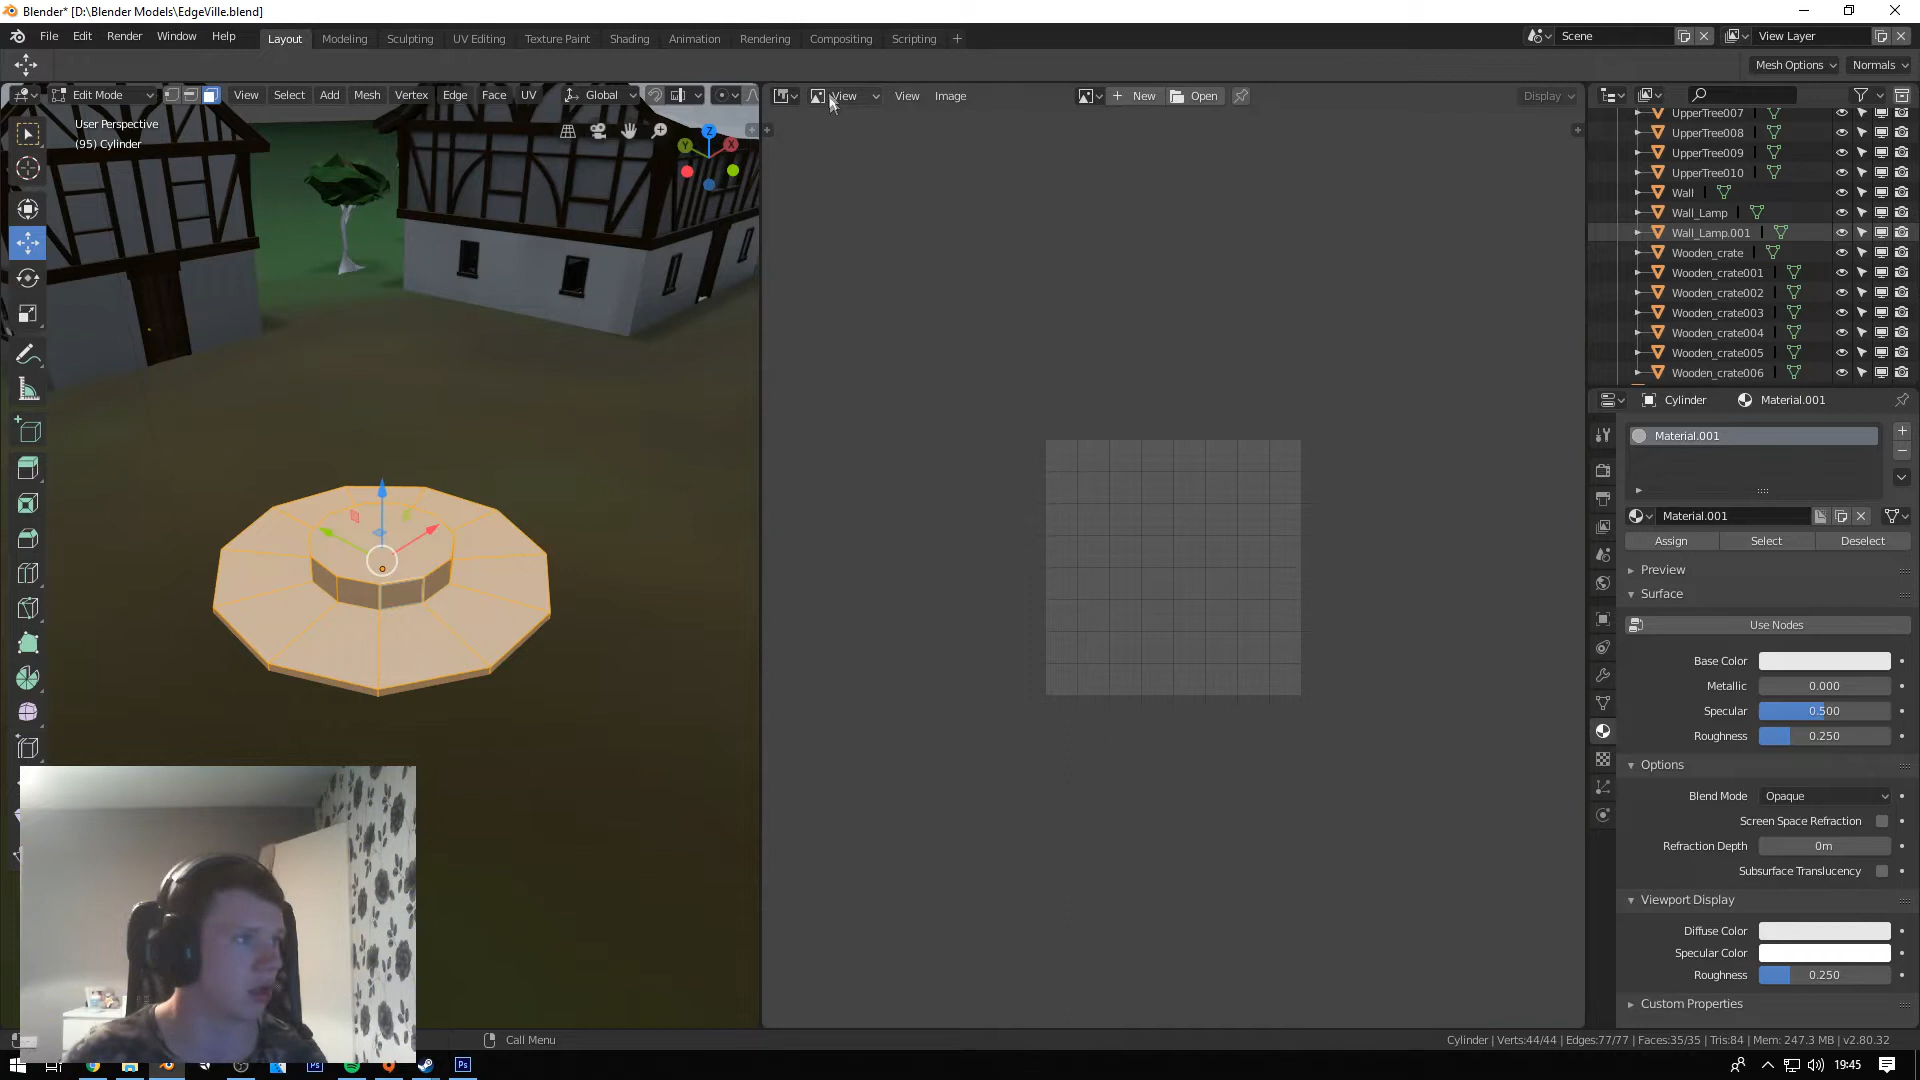 Blender* [D:\Blender Models\EdgeVille.blend]
File Edit Render Window Help
Layout Modeling Sculpting UV Editing Texture Paint Shading Animation Rendering Compositing Scripting +
Scene
View Layer
Mesh Options
Normals
Edit Mode
View Select Add Mesh Vertex Edge Face UV
Global
View
View Image
New
Open
Display
User Perspective
(95) Cylinder
Z
Y
X
UpperTree007
UpperTree008
UpperTree009
UpperTree010
Wall
Wall_Lamp
Wall_Lamp.001
Wooden_crate
Wooden_crate001
Wooden_crate002
Wooden_crate003
Wooden_crate004
Wooden_crate005
Wooden_crate006
Cylinder
Material.001
Material.001
Material.001
Assign
Select
Deselect
Preview
Surface
Use Nodes
Base Color
Metallic 0.000
Specular 0.500
Roughness 0.250
Options
Blend Mode Opaque
Screen Space Refraction
Refraction Depth 0m
Subsurface Translucency
Viewport Display
Diffuse Color
Specular Color
Roughness 0.250
Custom Properties
Call Menu
Cylinder | Verts:44/44 | Edges:77/77 | Faces:35/35 | Tris:84 | Mem: 247.3 MB | v2.80.32
Ps
Ps
19:45